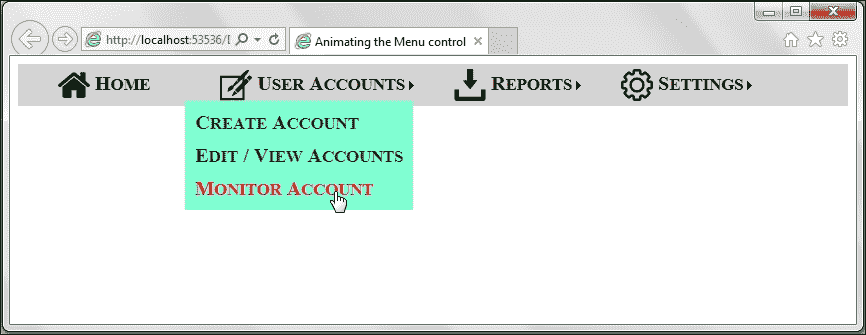 http://localhost:53536/
Animating the Menu control
HOME USER ACCOUNTS REPORTS SETTINGS
CREATE ACCOUNT
EDIT / VIEW ACCOUNTS
MONITOR ACCOUNT